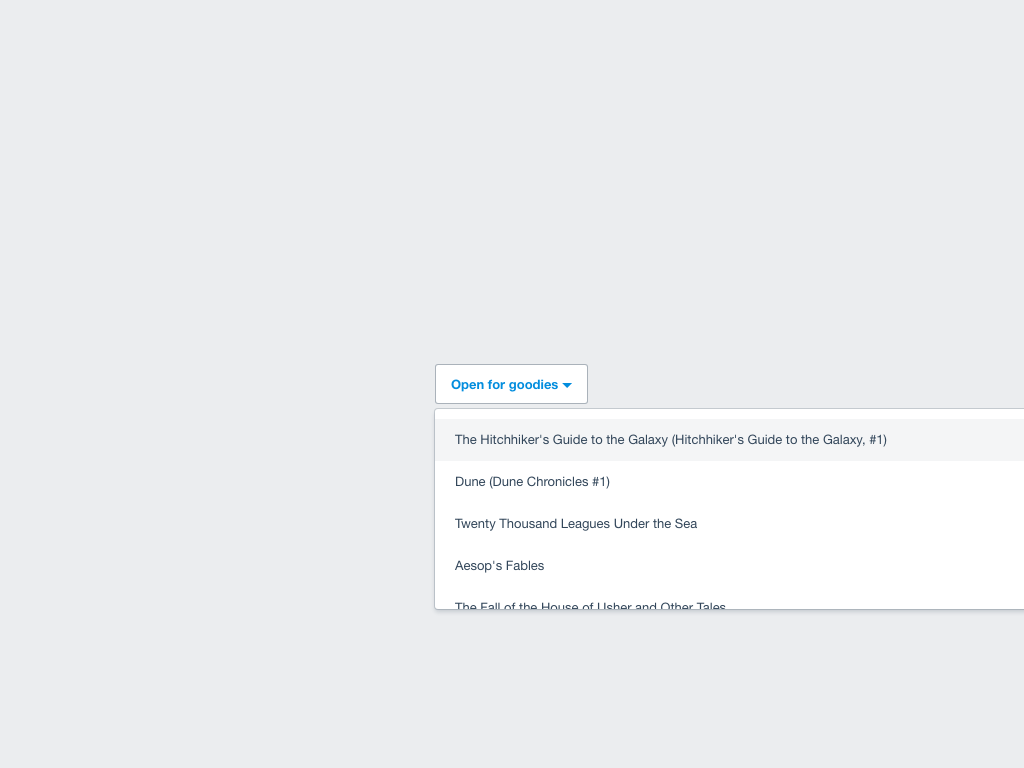 Open for goodies
The Hitchhiker's Guide to the Galaxy (Hitchhiker's Guide to the Galaxy, #1)
Dune (Dune Chronicles #1)
Twenty Thousand Leagues Under the Sea
Aesop's Fables
The Fall of the House of Usher and Other Tales